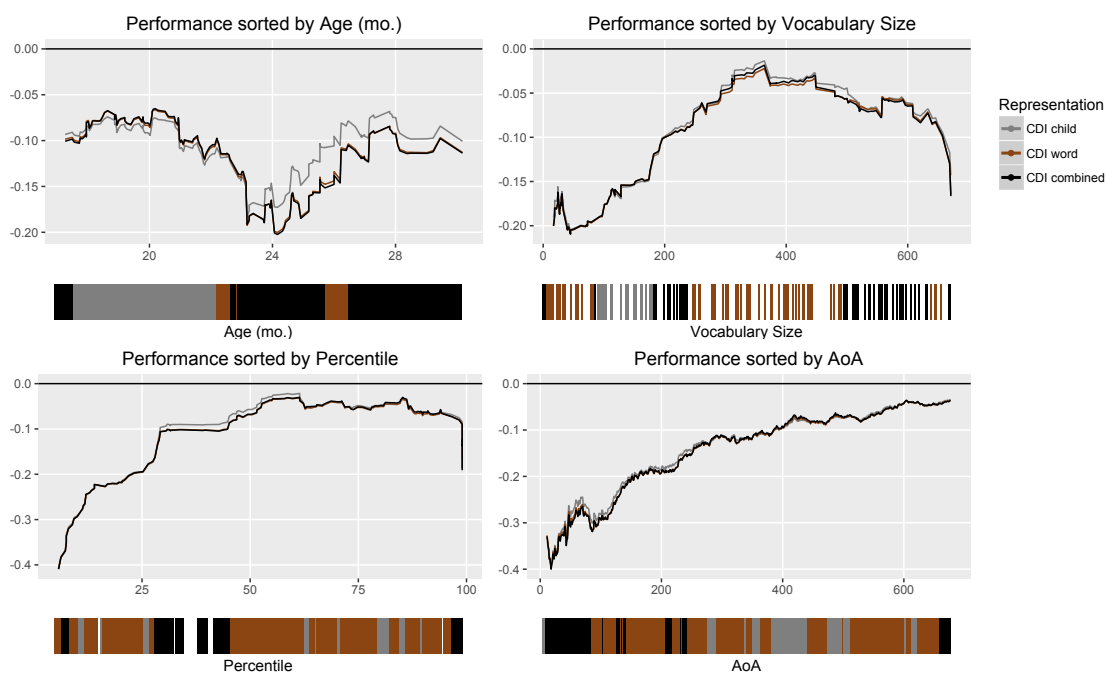 Performance sorted by Age (mo.)
0.00
-0.05
-0.10
-0.15
-0.20
20
24
28
Age (mo.)
Performance sorted by Vocabulary Size
0.00
-0.05
-0.10
-0.15
-0.20
0
200
400
600
Vocabulary Size
Representation
CDI child
CDI word
CDI combined
Performance sorted by Percentile
0.0
-0.1
-0.2
-0.3
-0.4
25
50
75
100
Percentile
Performance sorted by AoA
0.0
-0.1
-0.2
-0.3
-0.4
0
200
400
600
AoA